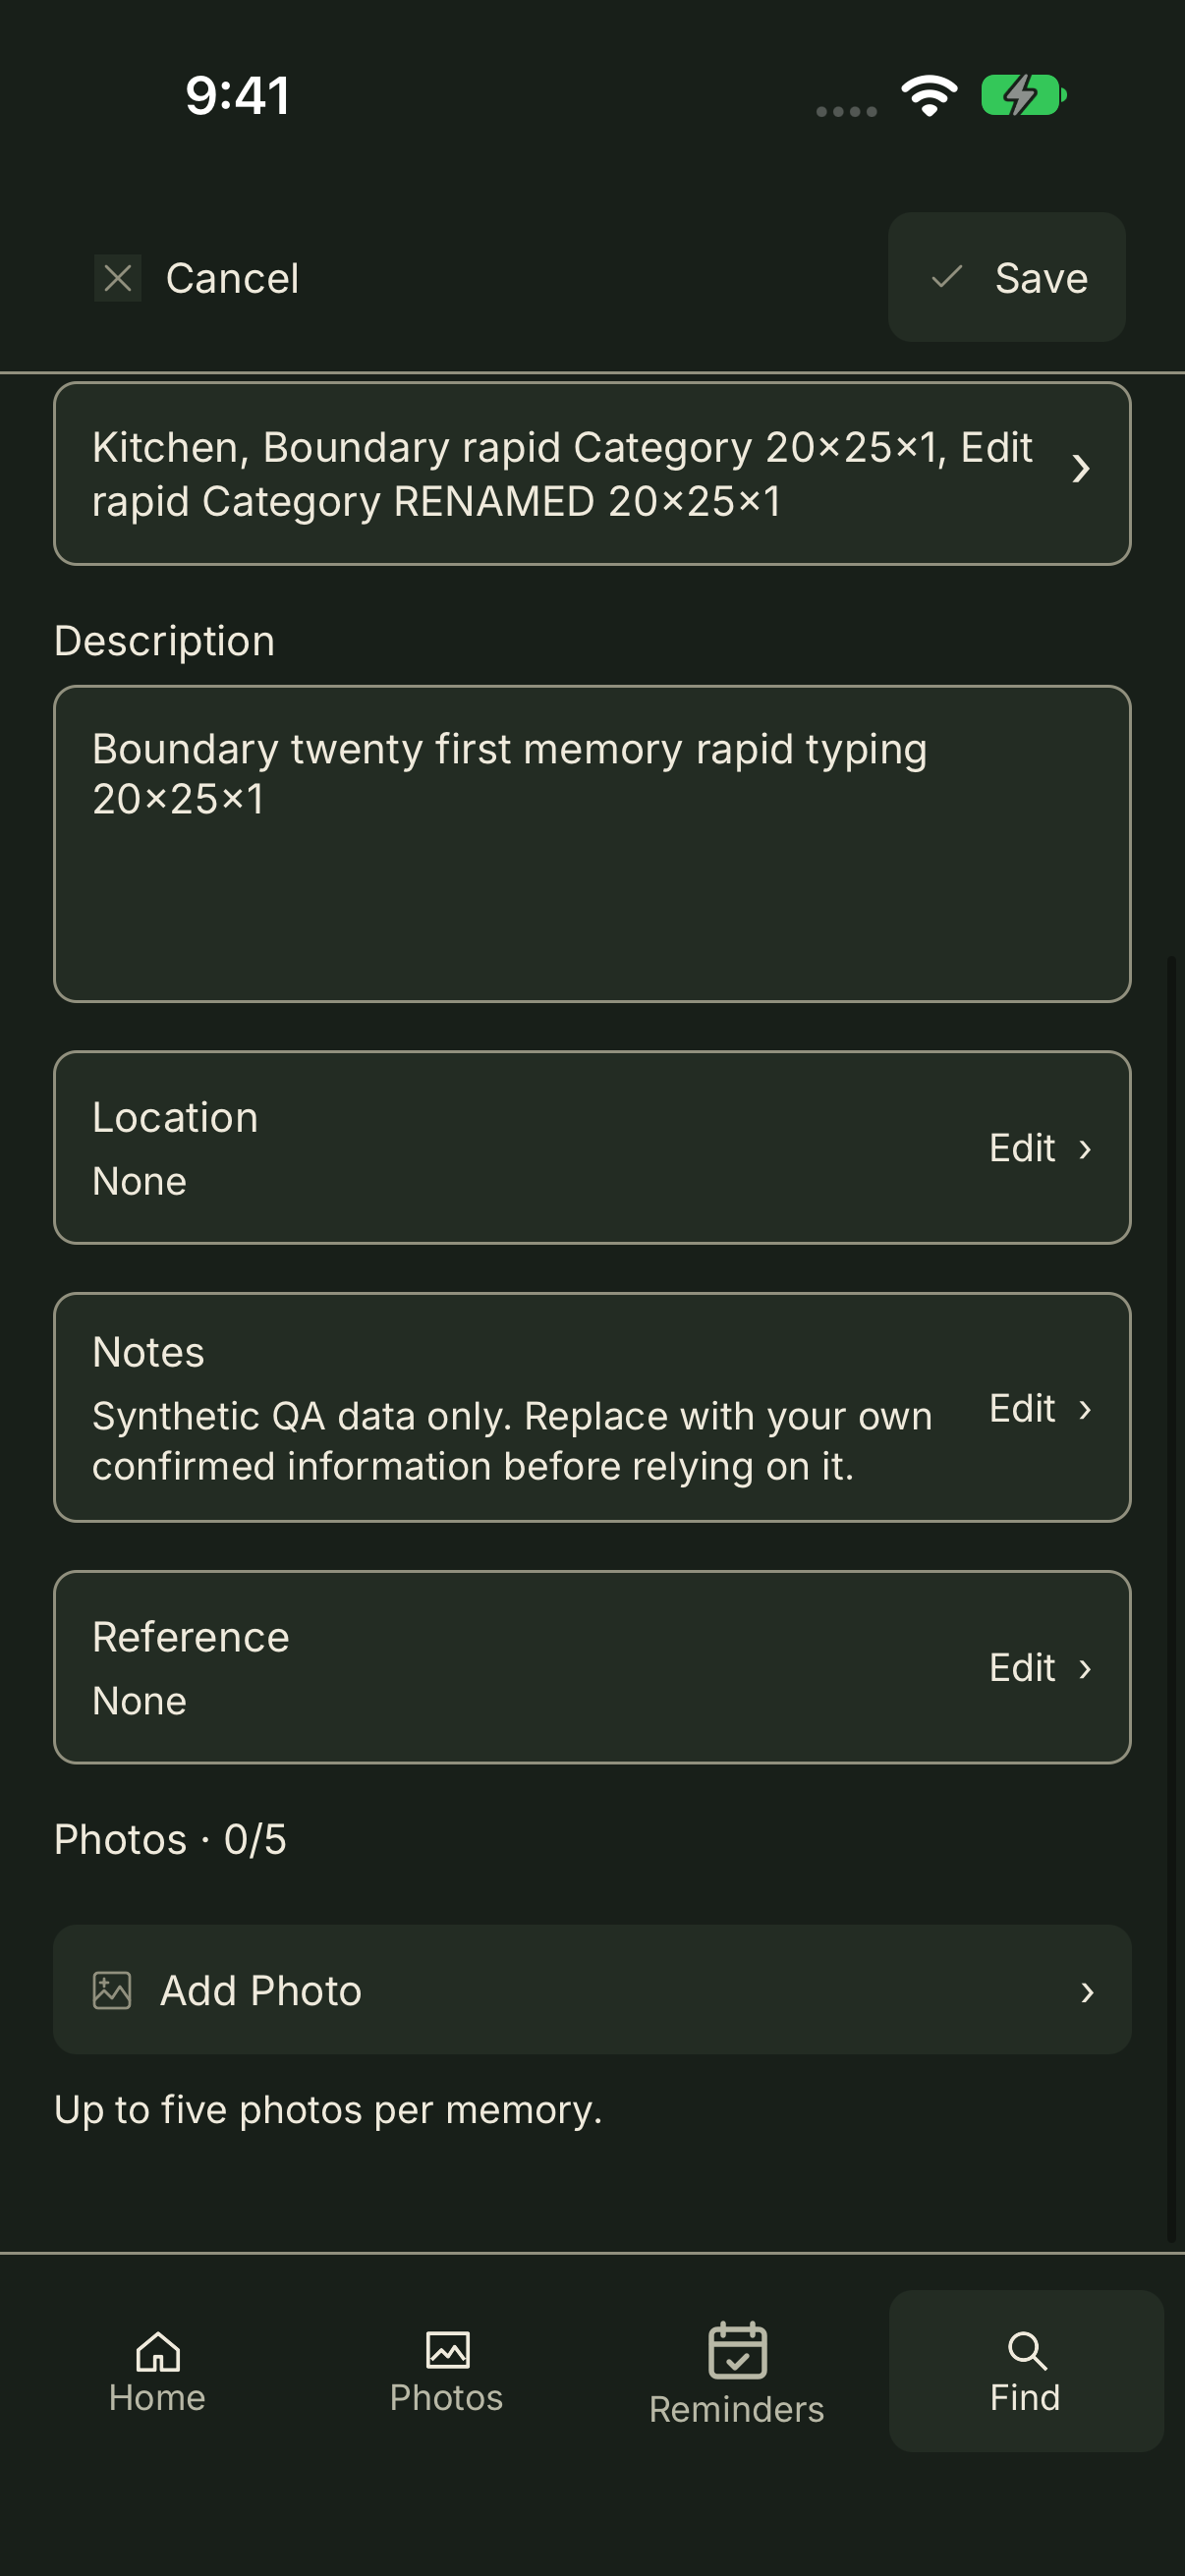 9:41
Cancel
Save
Kitchen, Boundary rapid Category 20×25×1, Edit
rapid Category RENAMED 20×25×1
Description
Boundary twenty first memory rapid typing
20×25×1
Location
None
Edit ›
Notes
Synthetic QA data only. Replace with your own
confirmed information before relying on it.
Edit ›
Reference
None
Edit ›
Photos · 0/5
Add Photo
Up to five photos per memory.
Home
Photos
Reminders
Find